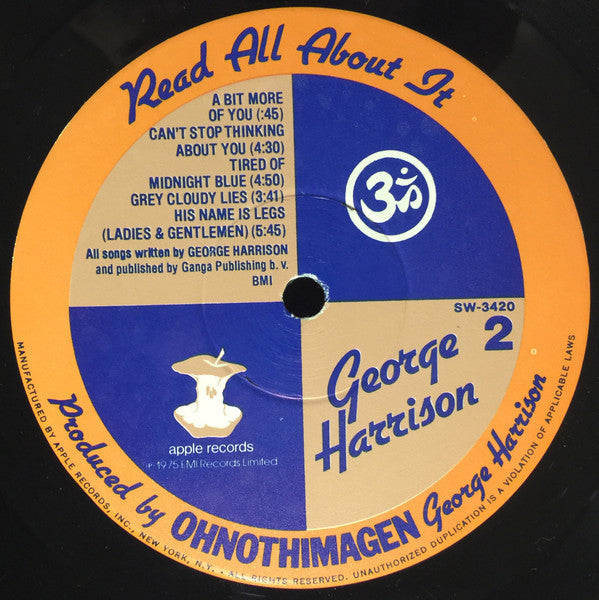 Read All About It
A BIT MORE
OF YOU (:45)
CAN'T STOP THINKING
ABOUT YOU (4:30)
TIRED OF
MIDNIGHT BLUE (4:50)
GREY CLOUDY LIES (3:41)
HIS NAME IS LEGS
(LADIES & GENTLEMEN) (5:45)
All songs written by GEORGE HARRISON
and published by Ganga Publishing b. v.
BMI
ॐ
SW-3420
2
George
Harrison
apple records
℗ 1975 EMI Records Limited
Produced by OHNOTHIMAGEN George Harrison
MANUFACTURED BY APPLE RECORDS, INC., NEW YORK, N.Y. · ALL RIGHTS RESERVED. UNAUTHORIZED DUPLICATION IS A VIOLATION OF APPLICABLE LAWS